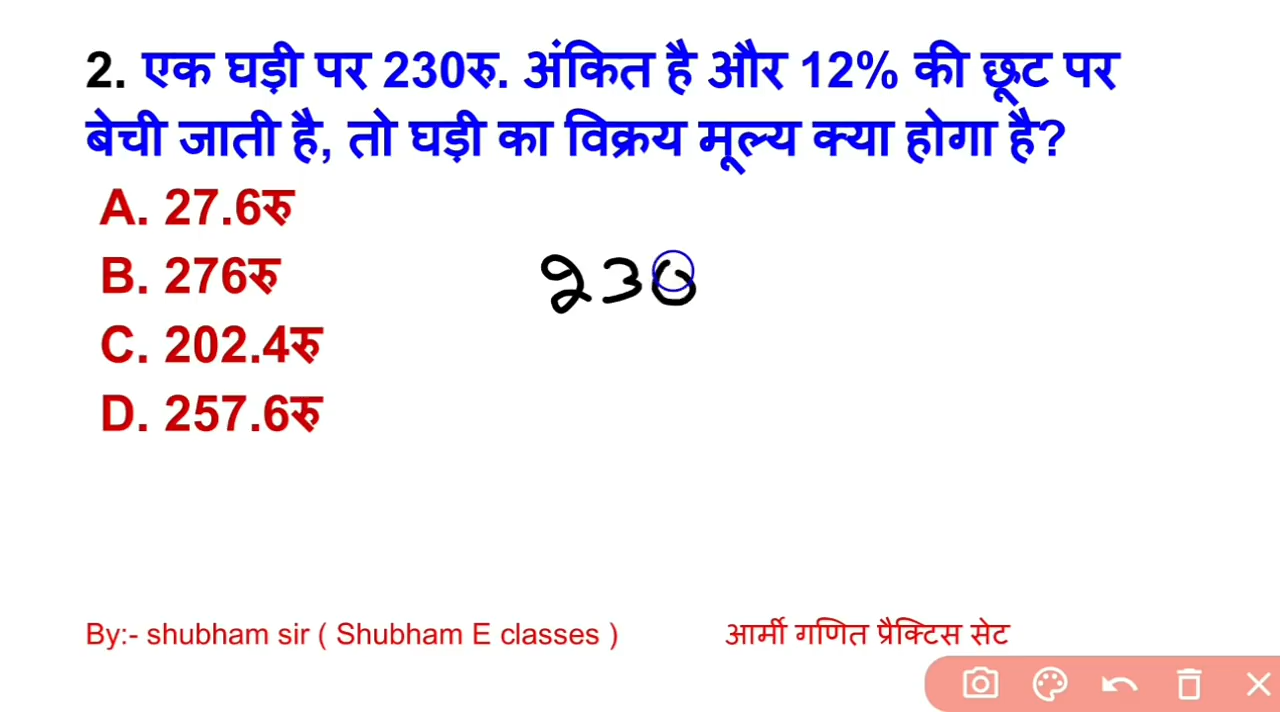 2. एक घड़ी पर 230रु. अंकित है और 12% की छूट पर
बेची जाती है, तो घड़ी का विक्रय मूल्य क्या होगा है?
A. 27.6रु
B. 276रु
230
C. 202.4रु
D. 257.6रु
By:- shubham sir ( Shubham E classes )
आर्मी गणित प्रैक्टिस सेट